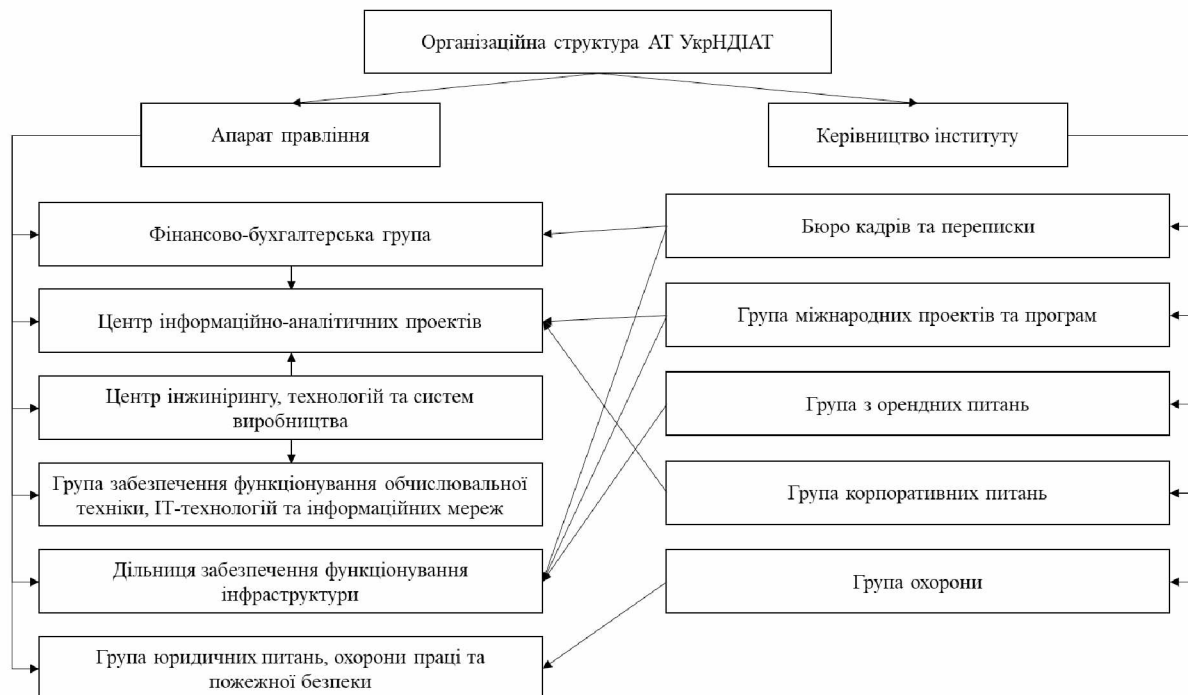 Організаційна структура АТ УкрНДІАТ
Апарат правління
Керівництво інституту
Фінансово-бухгалтерська група
Центр інформаційно-аналітичних проектів
Центр інжинірингу, технологій та систем
виробництва
Група забезпечення функціонування обчислювальної
техніки, ІТ-технологій та інформаційних мереж
Дільниця забезпечення функціонування
інфраструктури
Група юридичних питань, охорони праці та
пожежної безпеки
Бюро кадрів та переписки
Група міжнародних проектів та програм
Група з орендних питань
Група корпоративних питань
Група охорони